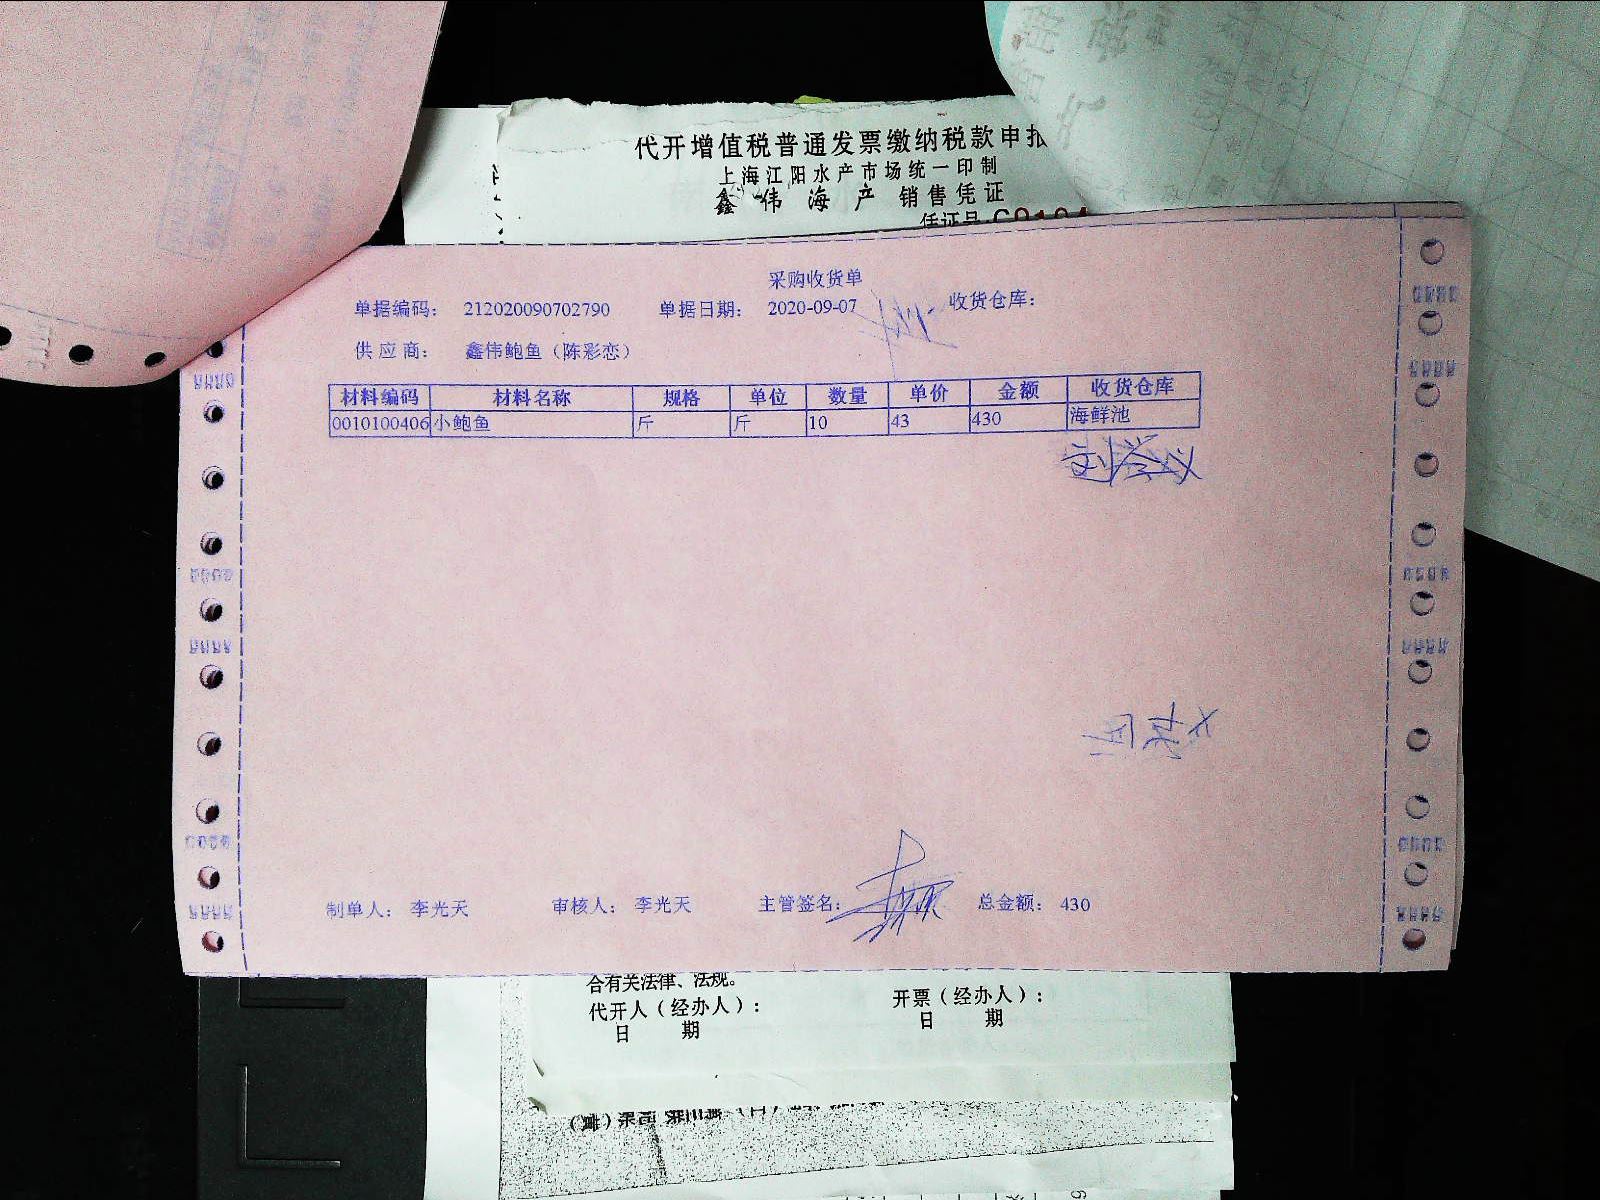 代开增值税普通发票缴纳税款申报
上海江阳水产市场统一印制
鑫伟海产 销售凭证
凭证号:
采购收货单
单据编码： 212020090702790 单据日期： 2020-09-07 收货仓库：
供应商： 鑫伟鲍鱼（陈彩恋）
材料编码 材料名称 规格 单位 数量 单价 金额 收货仓库
0010100406 小鲍鱼 斤 斤 10 43 430 海鲜池
制单人： 李光天 审核人： 李光天 主管签名： 总金额： 430
合有关法律、法规。
代开人（经办人）： 开票（经办人）：
日 期 日 期